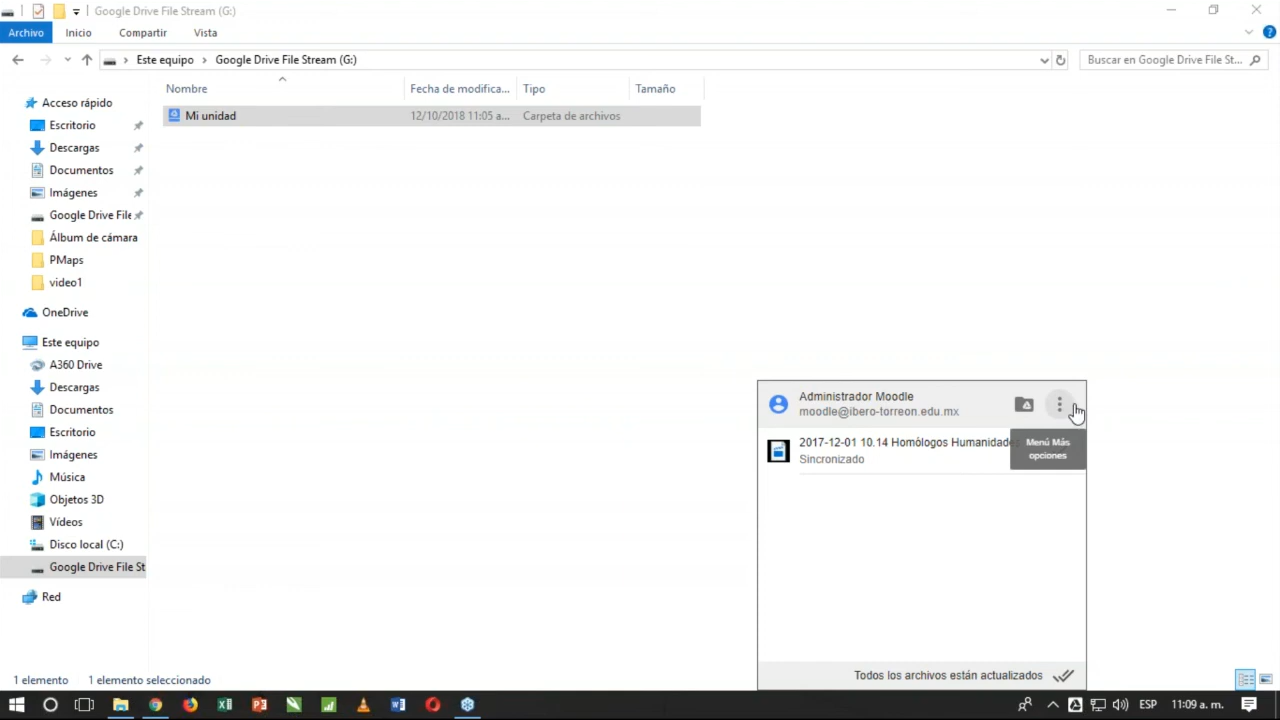 Google Drive File Stream (G:)
Archivo Inicio Compartir Vista
Este equipo Google Drive File Stream (G:) Buscar en Google Drive File St...
Nombre Fecha de modifica... Tipo Tamaño
Mi unidad 12/10/2018 11:05 a... Carpeta de archivos
Acceso rápido
Escritorio
Descargas
Documentos
Imágenes
Google Drive File
Álbum de cámara
PMaps
video1
OneDrive
Este equipo
A360 Drive
Descargas
Documentos
Escritorio
Imágenes
Música
Objetos 3D
Vídeos
Disco local (C:)
Google Drive File St
Red
Administrador Moodle
moodle@ibero-torreon.edu.mx
2017-12-01 10.14 Homólogos Humanidades
Sincronizado
Menú Más
opciones
Todos los archivos están actualizados
1 elemento 1 elemento seleccionado
ESP 11:09 a. m.